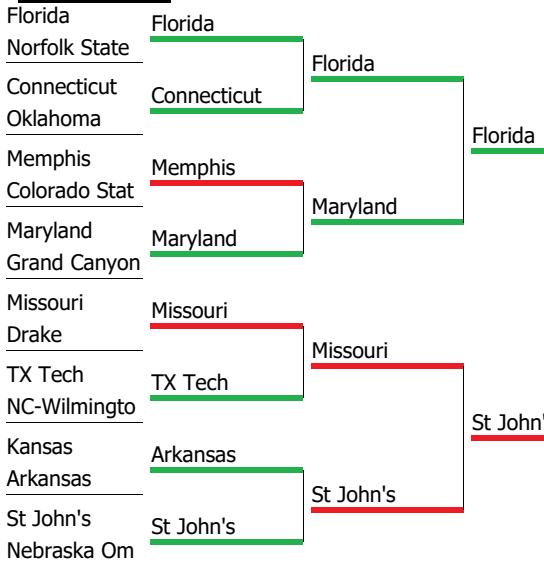 Florida
Norfolk State
Connecticut
Oklahoma
Memphis
Colorado Stat
Maryland
Grand Canyon
Missouri
Drake
TX Tech
NC-Wilmingto
Kansas
Arkansas
St John's
Nebraska Om
Florida
Connecticut
Memphis
Maryland
Missouri
TX Tech
Arkansas
St John's
Florida
Maryland
Missouri
St John's
Florida
St John'